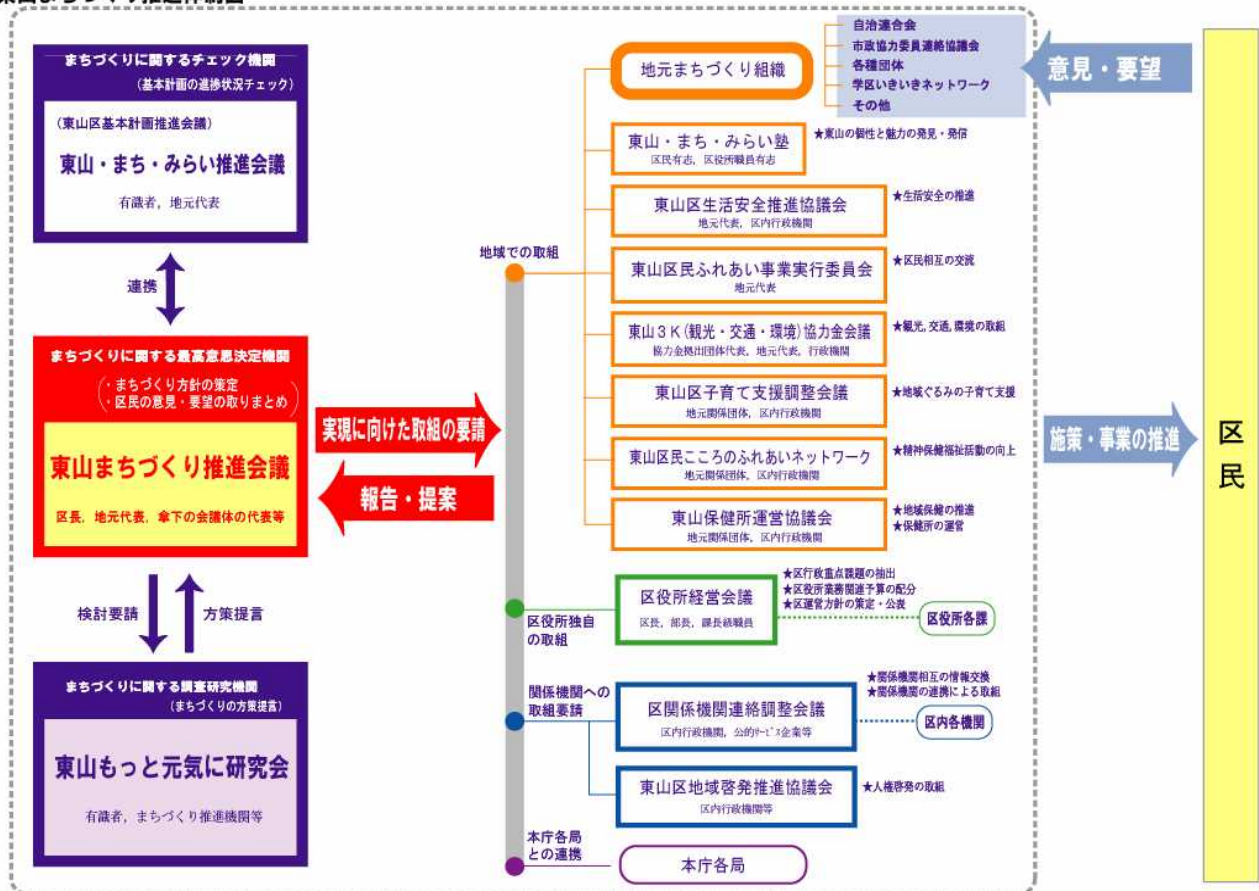 東山まちづくり推進体制図
まちづくりに関するチェック機関
(基本計画の進捗状況チェック)
(東山区基本計画推進会議)
東山・まち・みらい推進会議
有識者，地元代表
連携
まちづくりに関する最高意思決定機関
・まちづくり方針の策定
・区民の意見・要望の取りまとめ
東山まちづくり推進会議
区長，地元代表，傘下の会議体の代表等
検討要請
方策提言
まちづくりに関する調査研究機関
(まちづくりの方策提言)
東山もっと元気に研究会
有識者，まちづくり推進機関等
実現に向けた取組の要請
報告・提案
地域での取組
地元まちづくり組織
自治連合会
市政協力委員連絡協議会
各種団体
学区いきいきネットワーク
その他
東山・まち・みらい塾
区民有志，区役所職員有志
★東山の個性と魅力の発見・発信
東山区生活安全推進協議会
地元代表，区内行政機関
★生活安全の推進
東山区民ふれあい事業実行委員会
地元代表
★区民相互の交流
東山３Ｋ(観光・交通・環境)協力金会議
協力金拠出団体代表，地元代表，行政機関
★観光，交通，環境の取組
東山区子育て支援調整会議
地元関係団体，区内行政機関
★地域ぐるみの子育て支援
東山区民こころのふれあいネットワーク
地元関係団体，区内行政機関
★精神保健福祉活動の向上
東山保健所運営協議会
地元関係団体，区内行政機関
★地域保健の推進
★保健所の運営
区役所独自
の取組
区役所経営会議
区長，部長，課長級職員
★区行政重点課題の抽出
★区役所業務関連予算の配分
★区運営方針の策定・公表
区役所各課
関係機関への
取組要請
区関係機関連絡調整会議
区内行政機関，公的ｻｰﾋﾞｽ企業等
★関係機関相互の情報交換
★関係機関の連携による取組
区内各機関
東山区地域啓発推進協議会
区内行政機関等
★人権啓発の取組
本庁各局
との連携
本庁各局
意見・要望
施策・事業の推進
区民